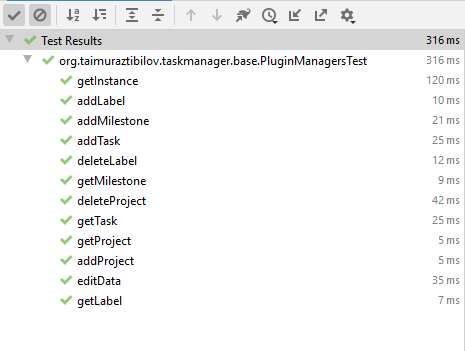 Test Results 316 ms
org.taimuraztibilov.taskmanager.base.PluginManagersTest 316 ms
getInstance 120 ms
addLabel 10 ms
addMilestone 21 ms
addTask 25 ms
deleteLabel 12 ms
getMilestone 9 ms
deleteProject 42 ms
getTask 25 ms
getProject 5 ms
addProject 5 ms
editData 35 ms
getLabel 7 ms